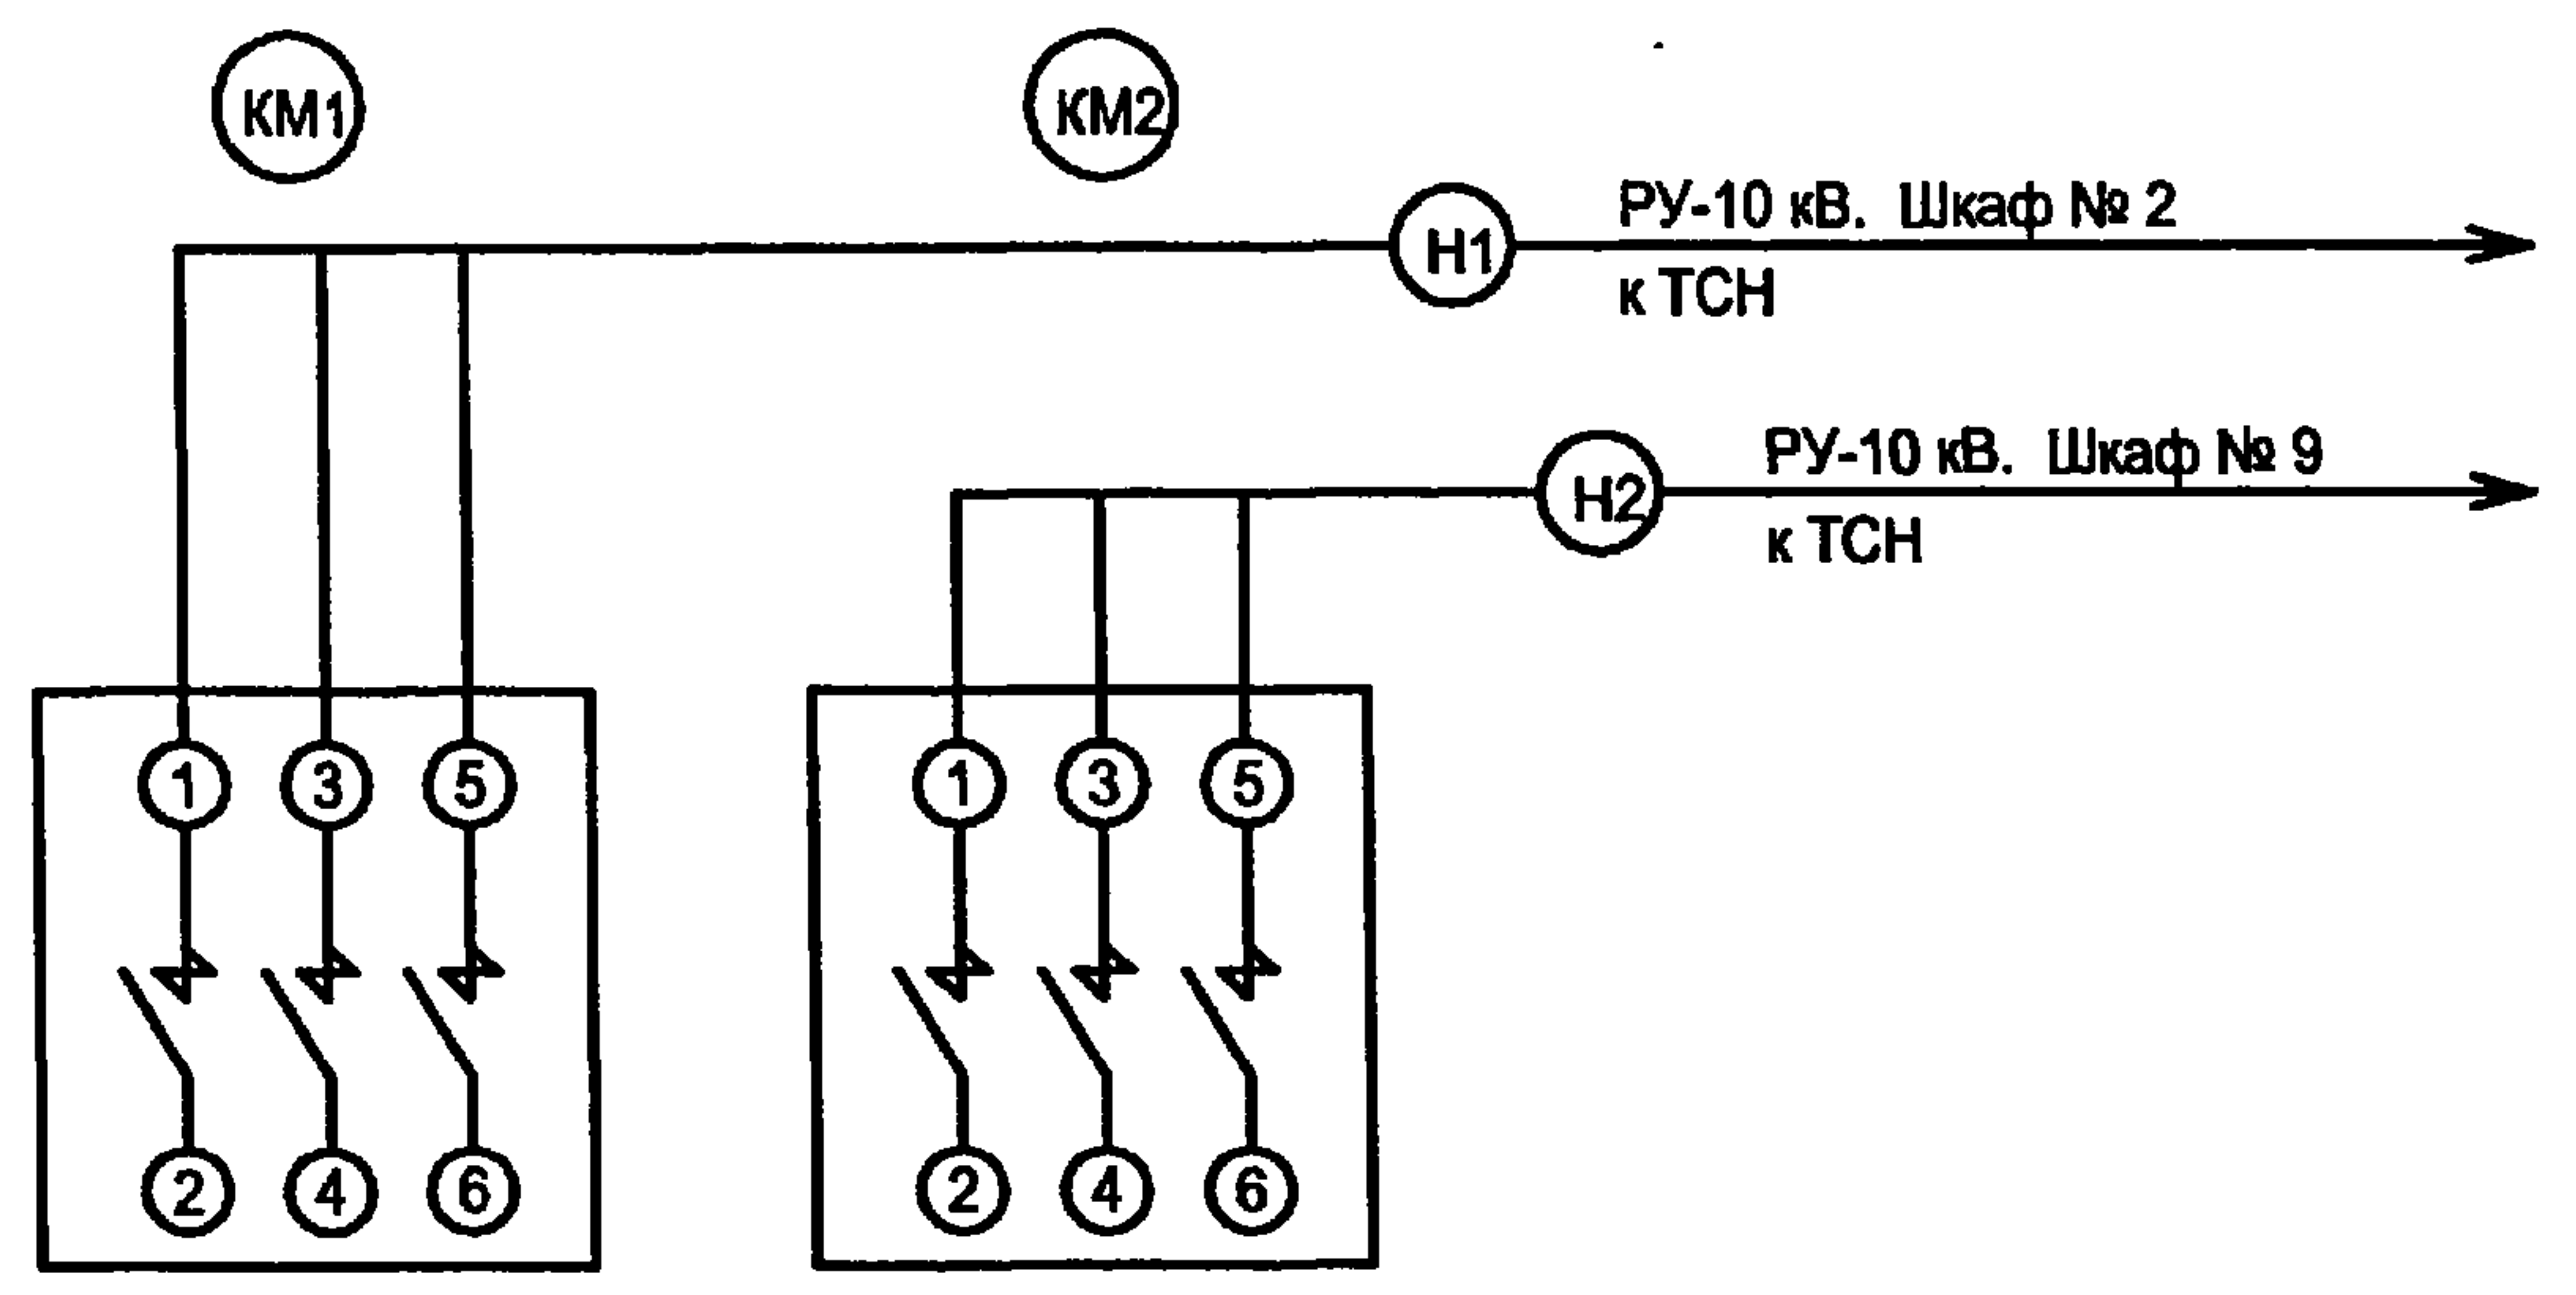 КМ1 КМ2
Н1 РУ-10 кВ. Шкаф № 2
к ТСН
Н2 РУ-10 кВ. Шкаф № 9
к ТСН
1 3 5 1 3 5
2 4 6 2 4 6